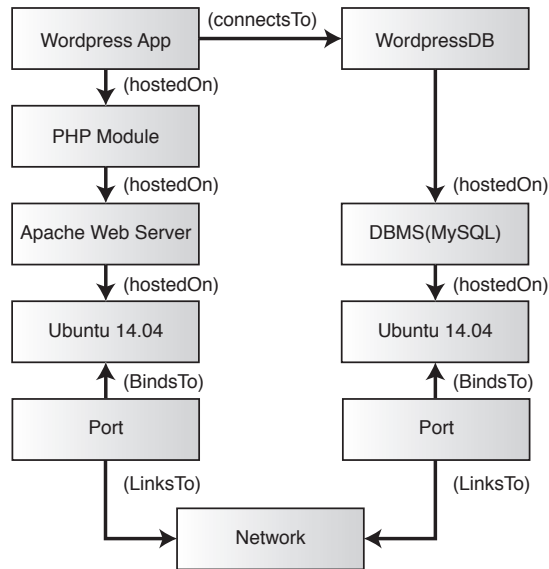 Wordpress App
(connectsTo)
WordpressDB
(hostedOn)
PHP Module
(hostedOn)
(hostedOn)
Apache Web Server
DBMS(MySQL)
(hostedOn)
(hostedOn)
Ubuntu 14.04
Ubuntu 14.04
(BindsTo)
(BindsTo)
Port
Port
(LinksTo)
(LinksTo)
Network